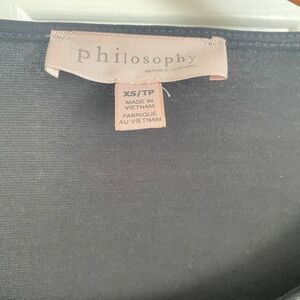 philosophy
REPUBLIC CLOTHING
XS/TP
MADE IN
VIETNAM
FABRIQUÉ
AU VIETNAM